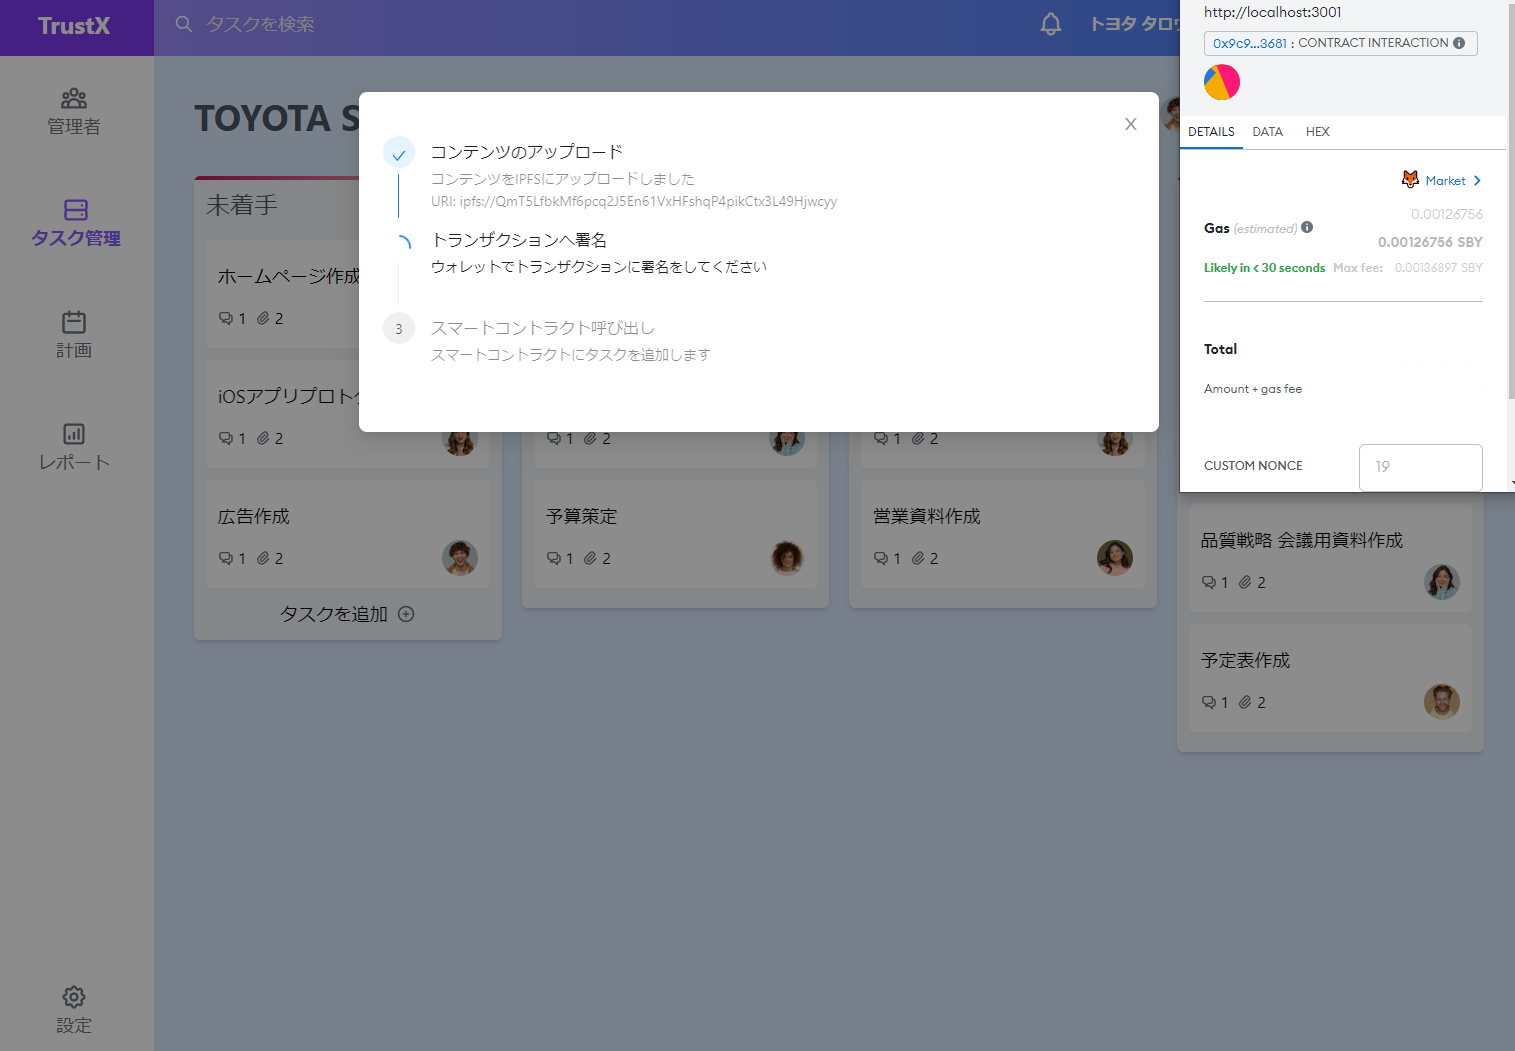 TrustX
タスクを検索
トヨタ タロウ
管理者
タスク管理
計画
レポート
設定
TOYOTA S
未着手
ホームページ作成
1 2
iOSアプリプロト
1 2
広告作成
1 2
タスクを追加
X
コンテンツのアップロード
コンテンツをIPFSにアップロードしました
URI: ipfs://QmT5LfbkMf6pcq2J5En61VxHFshqP4pikCtx3L49Hjwcyy
トランザクションへ署名
ウォレットでトランザクションに署名をしてください
3 スマートコントラクト呼び出し
スマートコントラクトにタスクを追加します
1 2
予算策定
1 2
1 2
営業資料作成
1 2
品質戦略 会議用資料作成
1 2
予定表作成
1 2
http://localhost:3001
0x9c9...3681 : CONTRACT INTERACTION
DETAILS DATA HEX
Market
0.00126756
Gas (estimated) 0.00126756 SBY
Likely in < 30 seconds Max fee: 0.00136897 SBY
Total
Amount + gas fee
CUSTOM NONCE 19